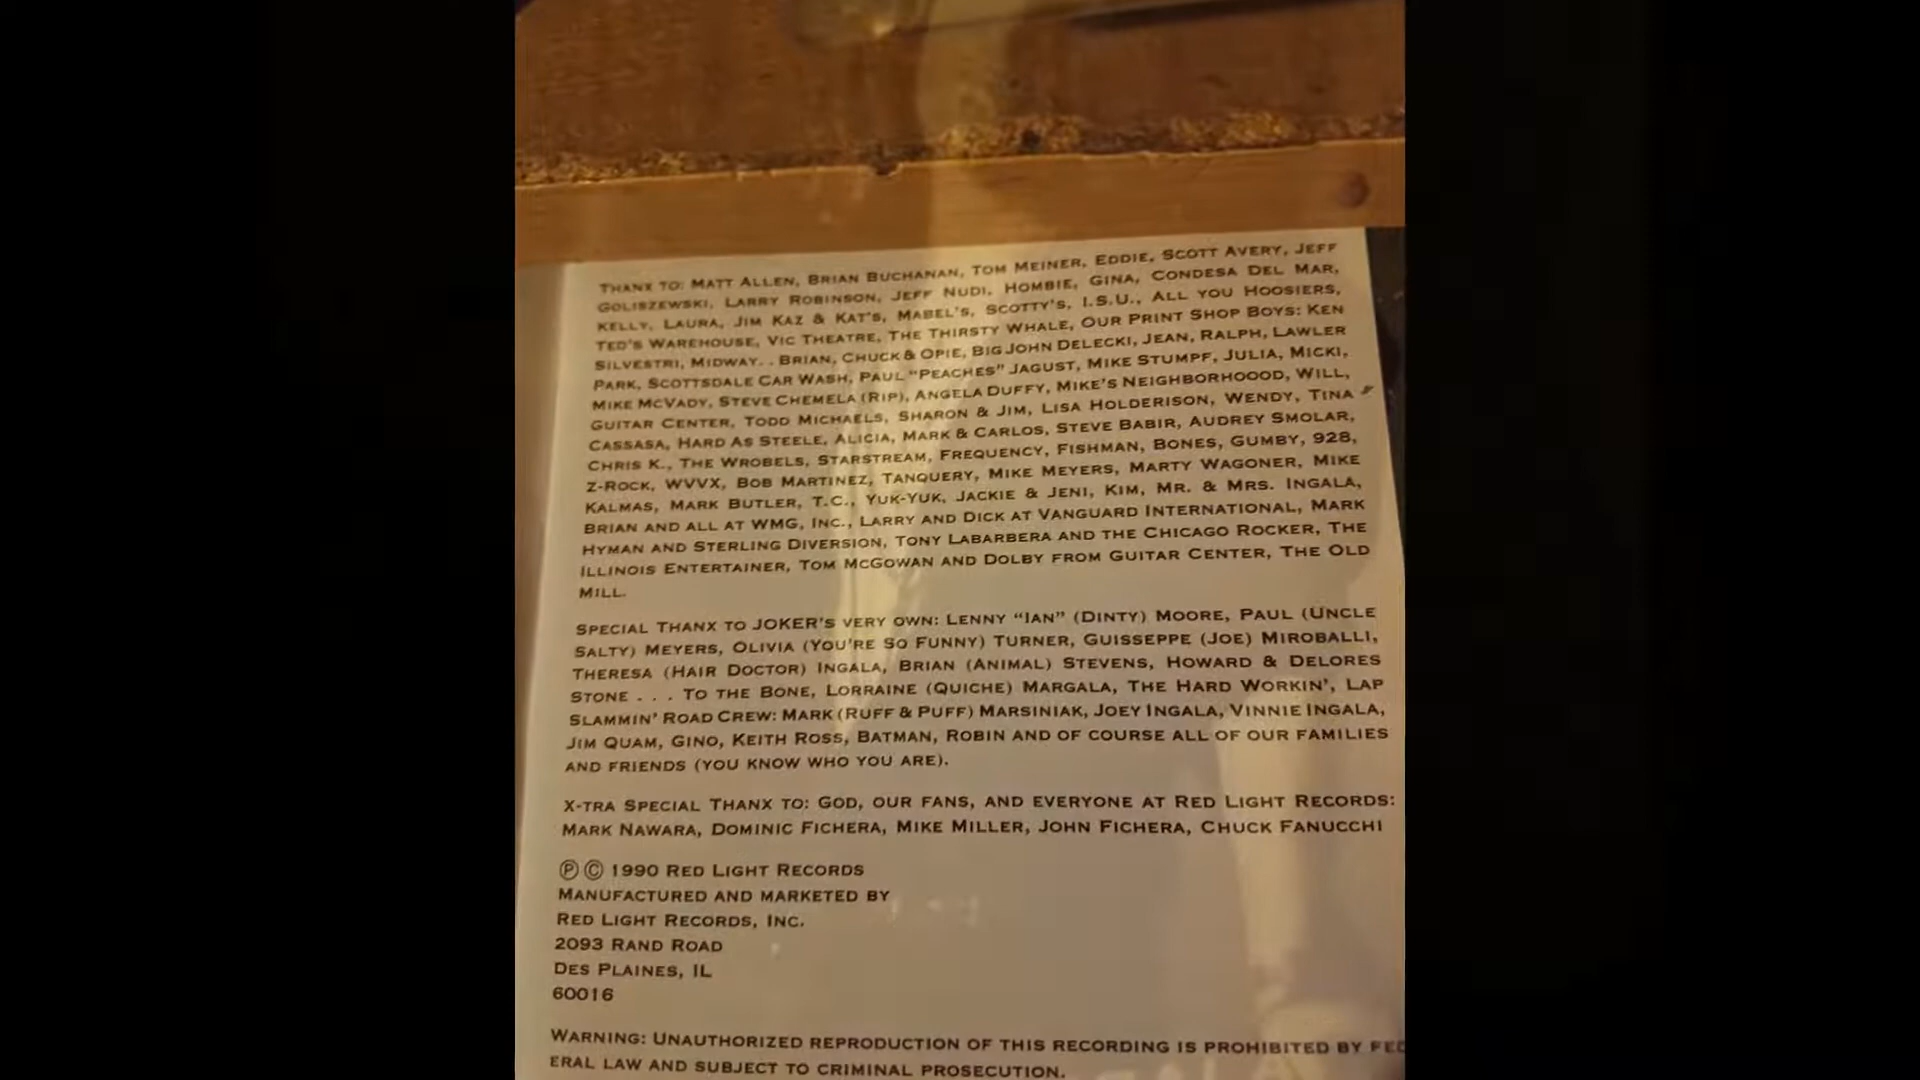 THANX TO: MATT ALLEN, BRIAN BUCHANAN, TOM MEINER, EDDIE, SCOTT AVERY, JEFF
GOLISZEWSKI, LARRY ROBINSON, JEFF NUDI, HOMBIE, GINA, CONDESA DEL MAR,
KELLY, LAURA, JIM KAZ & KAT'S, MABEL'S, SCOTTY'S, I.S.U., ALL YOU HOOSIERS,
TED'S WAREHOUSE, VIC THEATRE, THE THIRSTY WHALE, OUR PRINT SHOP BOYS: KEN
SILVESTRI, MIDWAY.. BRIAN, CHUCK & OPIE, BIG JOHN DELECKI, JEAN, RALPH, LAWLER
PARK, SCOTTSDALE CAR WASH, PAUL "PEACHES" JAGUST, MIKE STUMPF, JULIA, MICKI,
MIKE MCVADY, STEVE CHEMELA (RIP), ANGELA DUFFY, MIKE'S NEIGHBORHOOOD, WILL,
GUITAR CENTER, TODD MICHAELS, SHARON & JIM, LISA HOLDERISON, WENDY, TINA
CASSASA, HARD AS STEELE, ALICIA, MARK & CARLOS, STEVE BABIR, AUDREY SMOLAR,
CHRIS K., THE WROBELS, STARSTREAM, FREQUENCY, FISHMAN, BONES, GUMBY, 928,
Z-ROCK, WVVX, BOB MARTINEZ, TANQUERY, MIKE MEYERS, MARTY WAGONER, MIKE
KALMAS, MARK BUTLER, T.C., YUK-YUK, JACKIE & JENI, KIM, MR. & MRS. INGALA,
BRIAN AND ALL AT WMG, INC., LARRY AND DICK AT VANGUARD INTERNATIONAL, MARK
HYMAN AND STERLING DIVERSION, TONY LABARBERA AND THE CHICAGO ROCKER, THE
ILLINOIS ENTERTAINER, TOM MCGOWAN AND DOLBY FROM GUITAR CENTER, THE OLD
MILL.
SPECIAL THANX TO JOKER'S VERY OWN: LENNY "IAN" (DINTY) MOORE, PAUL (UNCLE
SALTY) MEYERS, OLIVIA (YOU'RE SO FUNNY) TURNER, GUISSEPPE (JOE) MIROBALLI,
THERESA (HAIR DOCTOR) INGALA, BRIAN (ANIMAL) STEVENS, HOWARD & DELORES
STONE . . . TO THE BONE, LORRAINE (QUICHE) MARGALA, THE HARD WORKIN', LAP
SLAMMIN' ROAD CREW: MARK (RUFF & PUFF) MARSINIAK, JOEY INGALA, VINNIE INGALA,
JIM QUAM, GINO, KEITH ROSS, BATMAN, ROBIN AND OF COURSE ALL OF OUR FAMILIES
AND FRIENDS (YOU KNOW WHO YOU ARE).
X-TRA SPECIAL THANX TO: GOD, OUR FANS, AND EVERYONE AT RED LIGHT RECORDS:
MARK NAWARA, DOMINIC FICHERA, MIKE MILLER, JOHN FICHERA, CHUCK FANUCCHI
Ⓟ © 1990 RED LIGHT RECORDS
MANUFACTURED AND MARKETED BY
RED LIGHT RECORDS, INC.
2093 RAND ROAD
DES PLAINES, IL
60016
WARNING: UNAUTHORIZED REPRODUCTION OF THIS RECORDING IS PROHIBITED BY FED
ERAL LAW AND SUBJECT TO CRIMINAL PROSECUTION.